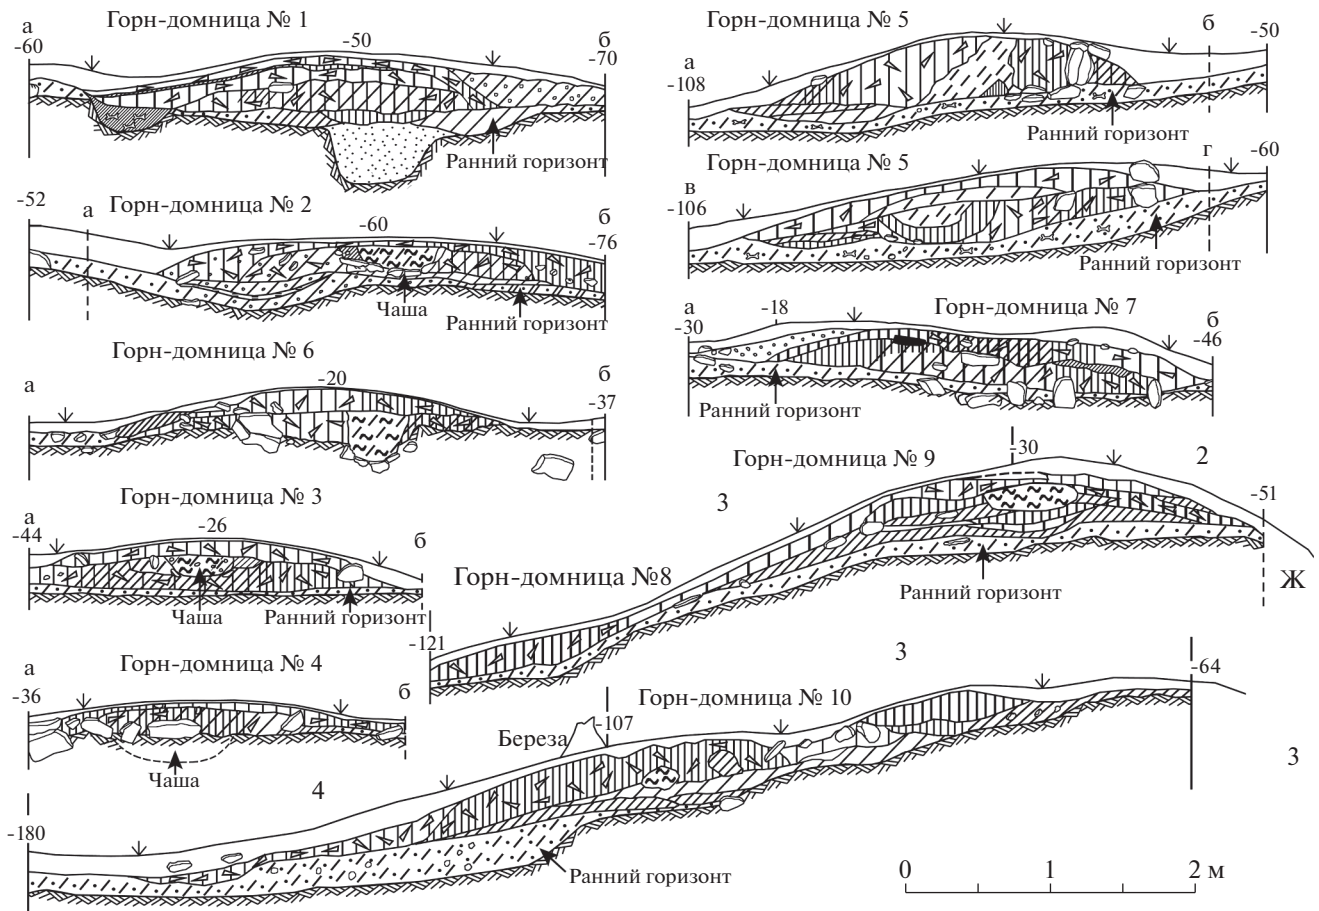 Горн-домница № 1
а
-60
-50
б
-70
Ранний горизонт
Горн-домница № 2
-52
а
-60
б
-76
Чаша
Ранний горизонт
Горн-домница № 6
а
-20
б
-37
Горн-домница № 3
а
-44
-26
б
Чаша
Ранний горизонт
Горн-домница № 4
а
-36
б
Чаша
Горн-домница № 5
а
-108
б
-50
Ранний горизонт
Горн-домница № 5
в
-106
г
-60
Ранний горизонт
Горн-домница № 7
а
-30
-18
б
-46
Ранний горизонт
Горн-домница № 9
-30
2
3
-51
Ж
Ранний горизонт
Горн-домница №8
-121
3
-64
Горн-домница № 10
Береза
-107
3
4
-180
Ранний горизонт
0 1 2 м